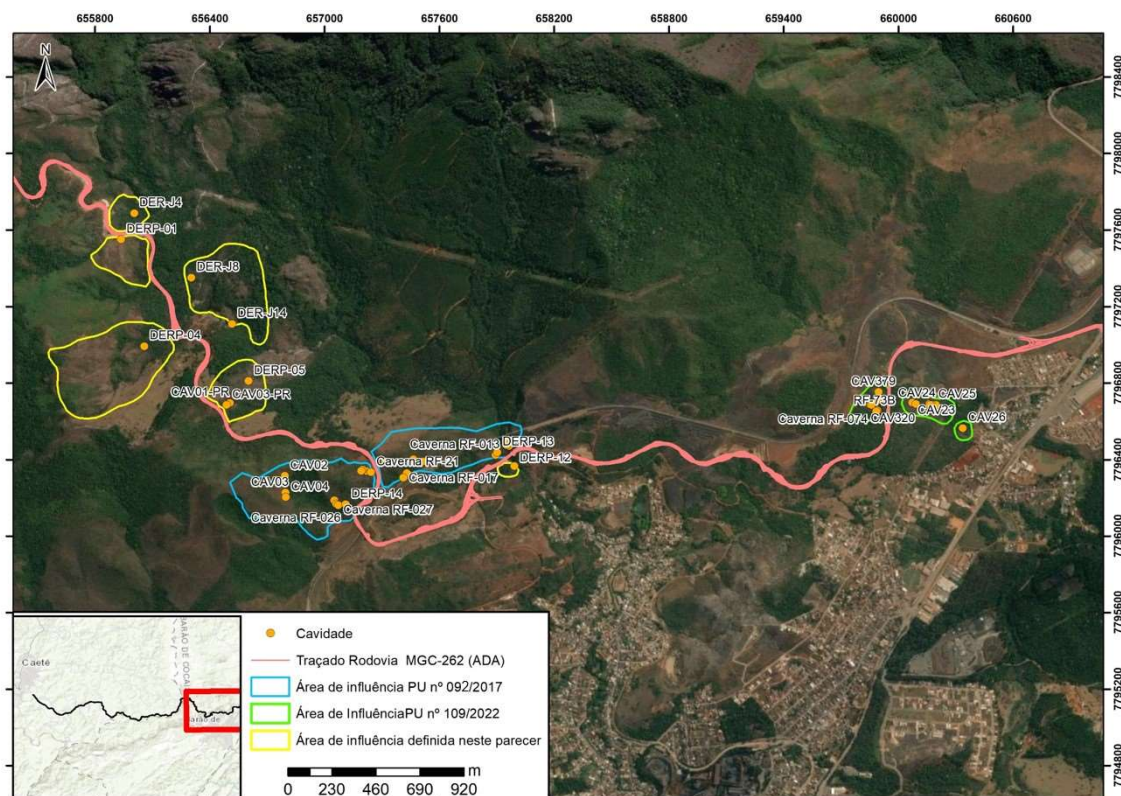 655800 656400 657000 657600 658200 658800 659400 660000 660600
N
7798400
7798000
7797600
7797200
7796800
7796400
7796000
7795600
7795200
7794800
DER-J4
DERP-01
DER-J8
DER-J14
DERP-04
DERP-05
CAV01-PR
CAV03-PR
CAV379
RF-73B
CAV24
CAV25
Caverna RF-074
CAV320
CAV23
CAV26
Caverna RF-013
DERP-13
CAV02
Caverna RF-21
DERP-12
CAV03
CAV04
Caverna RF-017
DERP-14
Caverna RF-026
Caverna RF-027
Caeté
BARÃO DE COCAI
Barão de
Cavidade
Traçado Rodovia MGC-262 (ADA)
Área de influência PU nº 092/2017
Área de InfluênciaPU nº 109/2022
Área de influência definida neste parecer
m
0 230 460 690 920